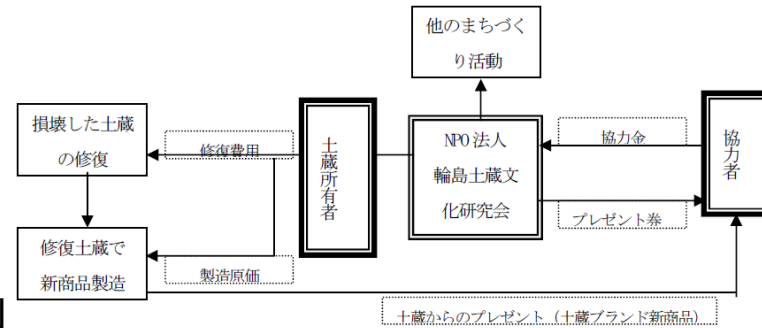 他のまちづく
り活動
損壊した土蔵
の修復
修復費用
土蔵所有者
NPO 法人
輪島土蔵文
化研究会
協力金
協力者
プレゼント券
修復土蔵で
新商品製造
製造原価
土蔵からのプレゼント（土蔵ブランド新商品）